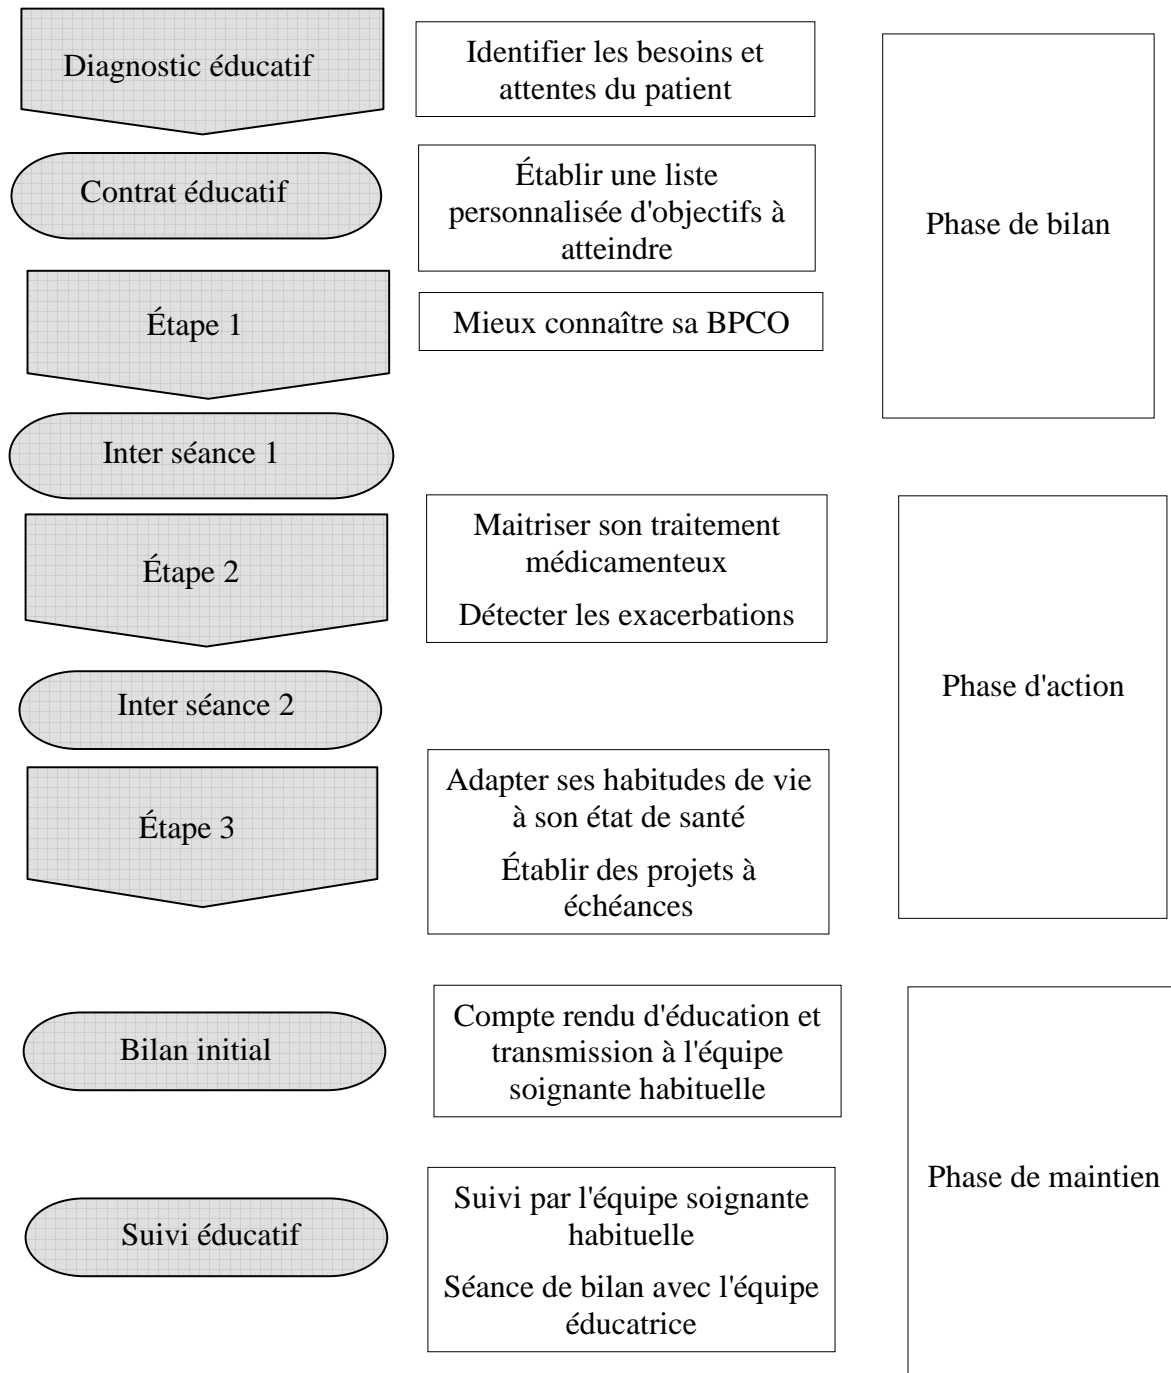 Diagnostic éducatif
Identifier les besoins et
attentes du patient
Contrat éducatif
Établir une liste
personnalisée d'objectifs à
atteindre
Phase de bilan
Étape 1
Mieux connaître sa BPCO
Inter séance 1
Étape 2
Maitriser son traitement
médicamenteux
Détecter les exacerbations
Phase d'action
Inter séance 2
Étape 3
Adapter ses habitudes de vie
à son état de santé
Établir des projets à
échéances
Bilan initial
Compte rendu d'éducation et
transmission à l'équipe
soignante habituelle
Phase de maintien
Suivi éducatif
Suivi par l'équipe soignante
habituelle
Séance de bilan avec l'équipe
éducatrice